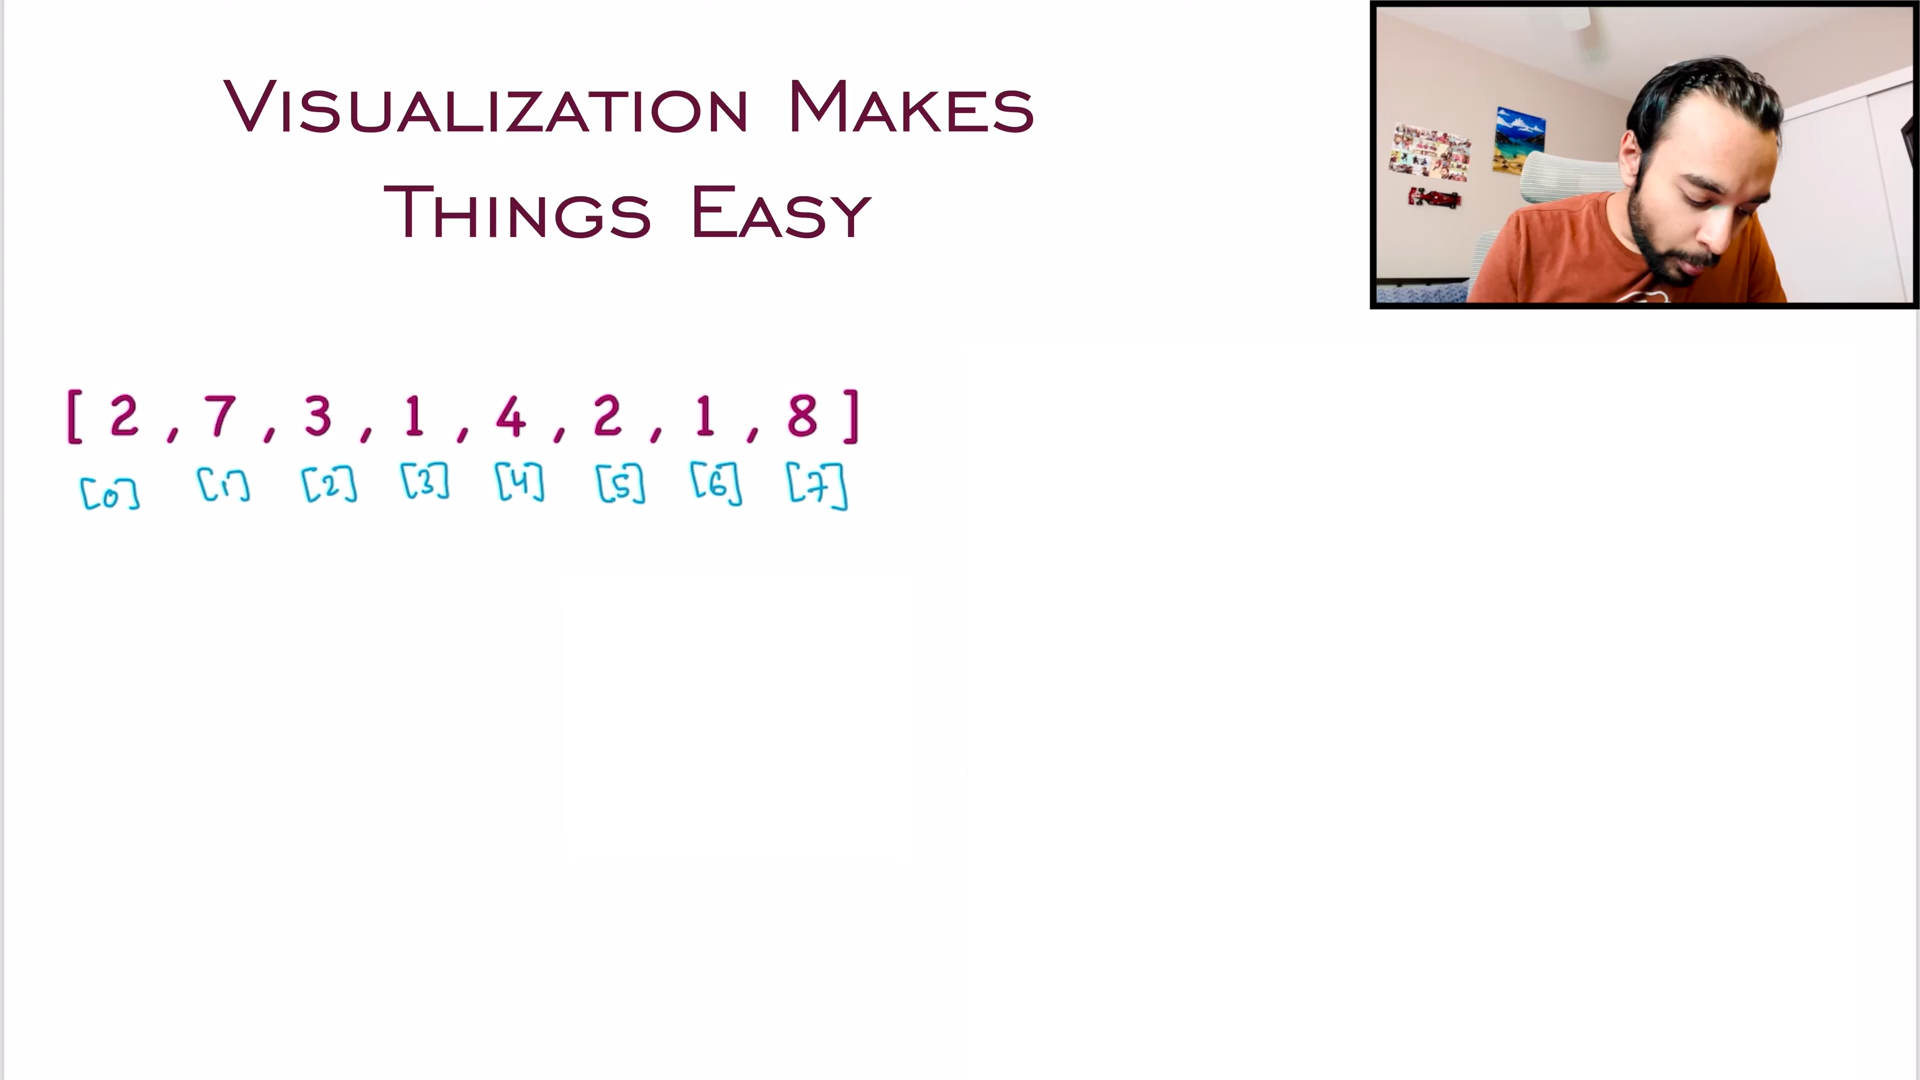 VISUALIZATION MAKES
THINGS EASY
[ 2 , 7 , 3 , 1 , 4 , 2 , 1 , 8 ]
[0] [1] [2] [3] [4] [5] [6] [7]